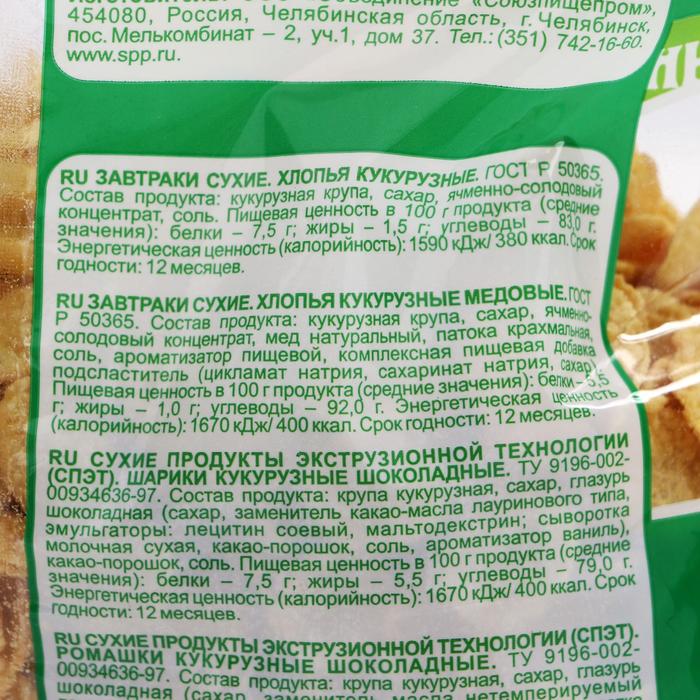 «Союзпищепром»,
454080, Россия, Челябинская область, г. Челябинск,
пос. Мелькомбинат – 2, уч.1, дом 37. Тел.: (351) 742-16-60.
www.spp.ru.
RU ЗАВТРАКИ СУХИЕ. ХЛОПЬЯ КУКУРУЗНЫЕ. ГОСТ Р 50365.
Состав продукта: кукурузная крупа, сахар, ячменно-солодовый
концентрат, соль. Пищевая ценность в 100 г продукта (средние
значения): белки – 7,5 г; жиры – 1,5 г; углеводы – 83,0 г.
Энергетическая ценность (калорийность): 1590 кДж/ 380 ккал. Срок
годности: 12 месяцев.
RU ЗАВТРАКИ СУХИЕ. ХЛОПЬЯ КУКУРУЗНЫЕ МЕДОВЫЕ. ГОСТ
Р 50365. Состав продукта: кукурузная крупа, сахар, ячменно-
солодовый концентрат, мед натуральный, патока крахмальная,
соль, ароматизатор пищевой, комплексная пищевая добавка
подсластитель (цикламат натрия, сахаринат натрия, сахар).
Пищевая ценность в 100 г продукта (средние значения): белки – 5,5
г; жиры – 1,0 г; углеводы – 92,0 г. Энергетическая ценность
(калорийность): 1670 кДж/ 400 ккал. Срок годности: 12 месяцев.
RU СУХИЕ ПРОДУКТЫ ЭКСТРУЗИОННОЙ ТЕХНОЛОГИИ
(СПЭТ). ШАРИКИ КУКУРУЗНЫЕ ШОКОЛАДНЫЕ. ТУ 9196-002-
00934636-97. Состав продукта: крупа кукурузная, сахар, глазурь
шоколадная (сахар, заменитель какао-масла лауринового типа,
эмульгаторы: лецитин соевый, мальтодекстрин; сыворотка
молочная сухая, какао-порошок, соль, ароматизатор ваниль),
какао-порошок, соль. Пищевая ценность в 100 г продукта (средние
значения): белки – 7,5 г; жиры – 5,5 г; углеводы – 79,0 г.
Энергетическая ценность (калорийность): 1670 кДж/ 400 ккал. Срок
годности: 12 месяцев.
RU СУХИЕ ПРОДУКТЫ ЭКСТРУЗИОННОЙ ТЕХНОЛОГИИ (СПЭТ).
РОМАШКИ КУКУРУЗНЫЕ ШОКОЛАДНЫЕ. ТУ 9196-002-
00934636-97. Состав продукта: крупа кукурузная, сахар, глазурь
шоколадная (сахар, заменитель масла нетемперируемый